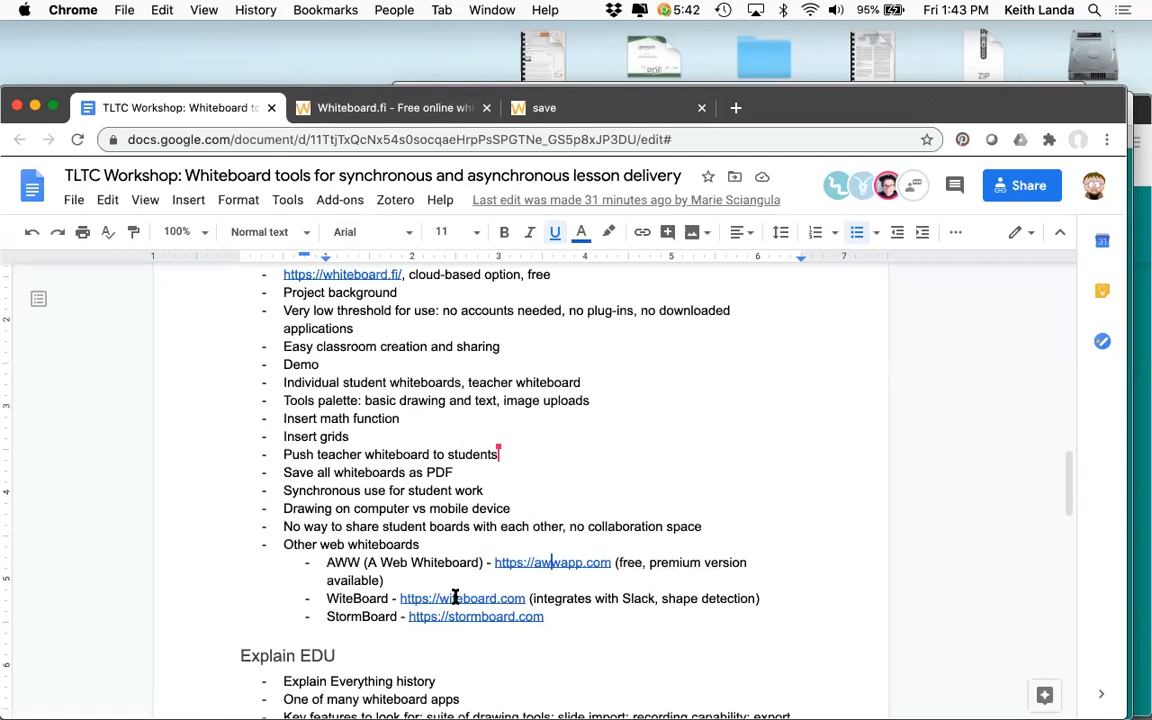 Chrome File Edit View History Bookmarks People Tab Window Help 5:42 95% Fri 1:43 PM Keith Landa
PDF ZIP
TLTC Workshop: Whiteboard to Whiteboard.fi - Free online whi save
docs.google.com/document/d/11TtjTxQcNx54s0socqaeHrpPsSPGTNe_GS5p8xJP3DU/edit#
TLTC Workshop: Whiteboard tools for synchronous and asynchronous lesson delivery
Share
File Edit View Insert Format Tools Add-ons Zotero Help Last edit was made 31 minutes ago by Marie Sciangula
100% Normal text Arial 11 B I U A
1 1 2 3 4 5 6 7
- https://whiteboard.fi/, cloud-based option, free
- Project background
- Very low threshold for use: no accounts needed, no plug-ins, no downloaded
applications
- Easy classroom creation and sharing
- Demo
- Individual student whiteboards, teacher whiteboard
- Tools palette: basic drawing and text, image uploads
- Insert math function
- Insert grids
- Push teacher whiteboard to students
- Save all whiteboards as PDF
- Synchronous use for student work
- Drawing on computer vs mobile device
- No way to share student boards with each other, no collaboration space
- Other web whiteboards
- AWW (A Web Whiteboard) - https://awwapp.com (free, premium version
available)
- WiteBoard - https://witeboard.com (integrates with Slack, shape detection)
- StormBoard - https://stormboard.com
Explain EDU
- Explain Everything history
- One of many whiteboard apps
- Key features to look for: suite of drawing tools; slide import; recording capability; export